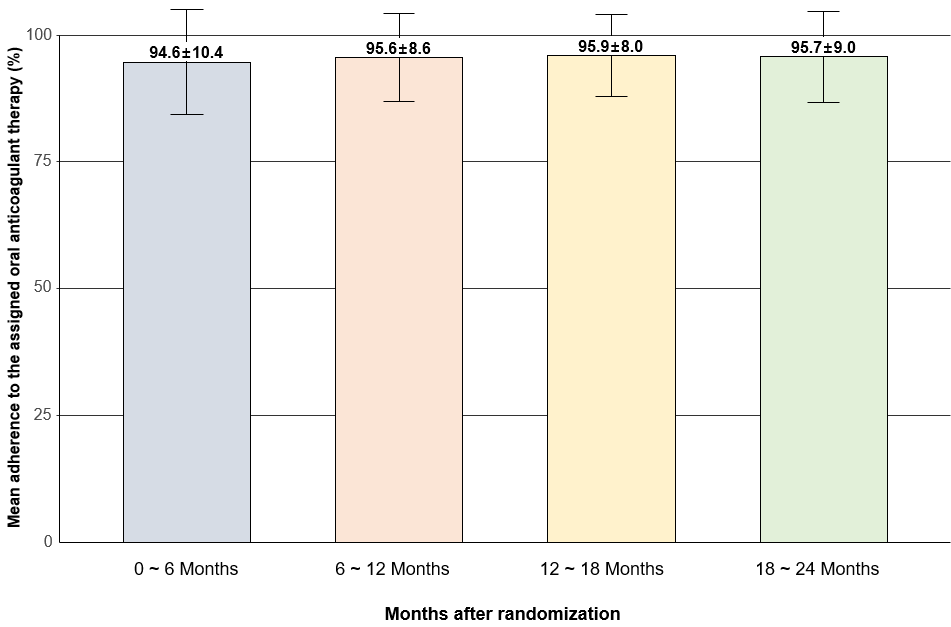 Mean adherence to the assigned oral anticoagulant therapy (%)
100
75
50
25
0
94.6±10.4
95.6±8.6
95.9±8.0
95.7±9.0
0 ~ 6 Months
6 ~ 12 Months
12 ~ 18 Months
18 ~ 24 Months
Months after randomization